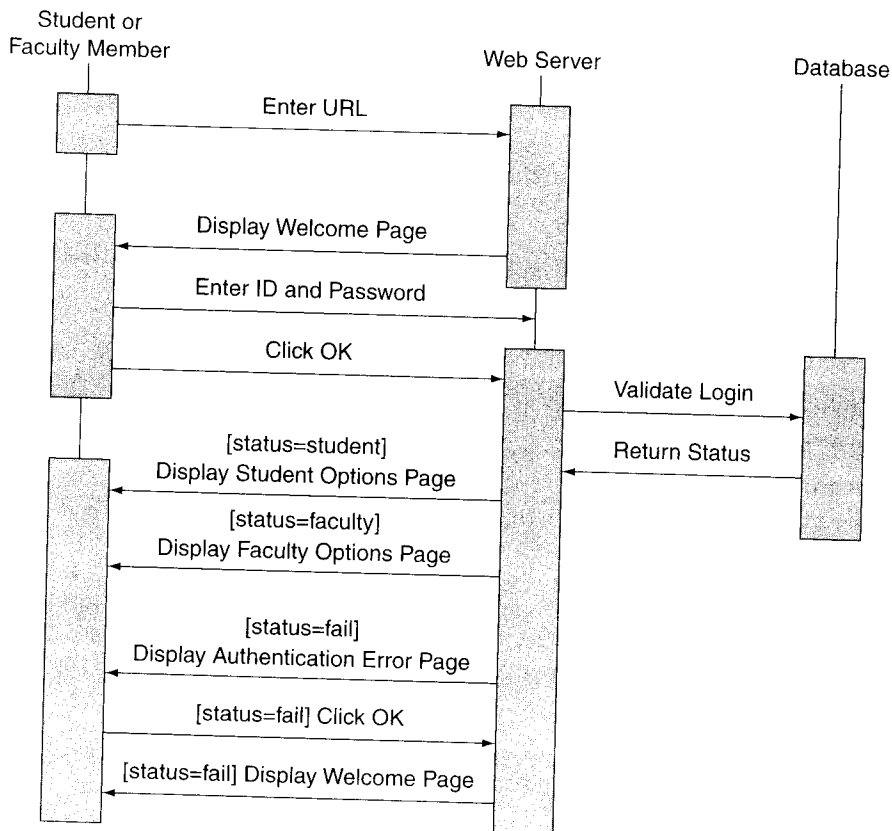 Student or
Faculty Member
Web Server
Database
Enter URL
Display Welcome Page
Enter ID and Password
Click OK
Validate Login
Return Status
[status=student]
Display Student Options Page
[status=faculty]
Display Faculty Options Page
[status=fail]
Display Authentication Error Page
[status=fail] Click OK
[status=fail] Display Welcome Page